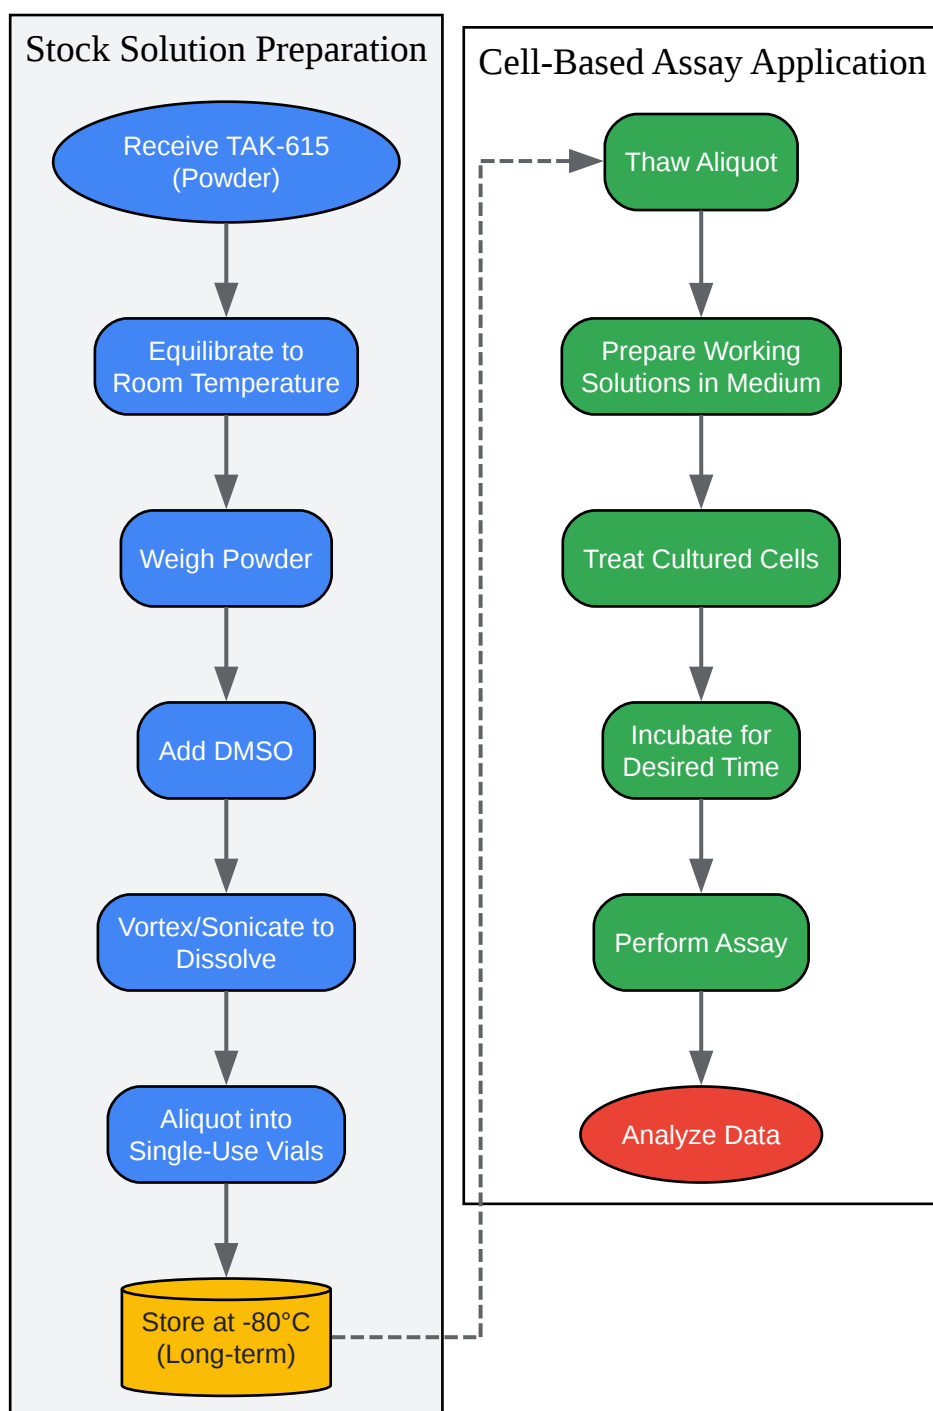 Stock Solution Preparation
Receive TAK-615
(Powder)
Equilibrate to
Room Temperature
Weigh Powder
Add DMSO
Vortex/Sonicate to
Dissolve
Aliquot into
Single-Use Vials
Store at -80°C
(Long-term)
Cell-Based Assay Application
Thaw Aliquot
Prepare Working
Solutions in Medium
Treat Cultured Cells
Incubate for
Desired Time
Perform Assay
Analyze Data